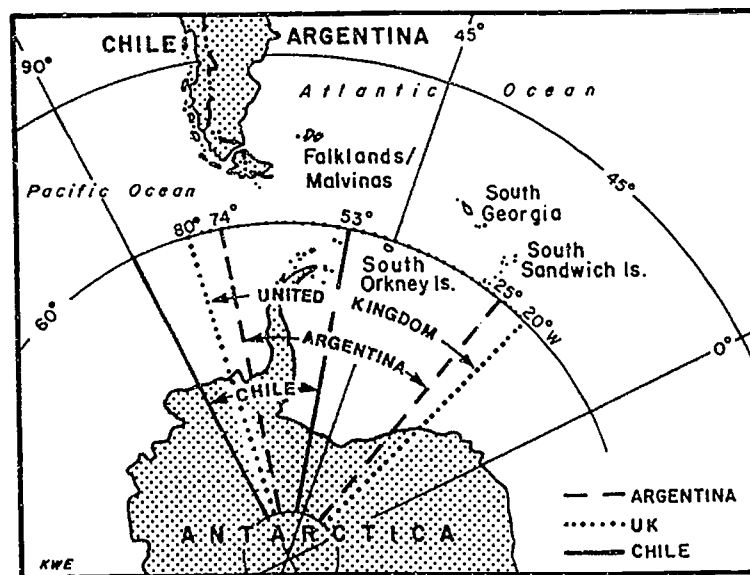 CHILE
ARGENTINA
45°
90°
Atlantic Ocean
Falklands/
Malvinas
Pacific Ocean
45°
South
Georgia
80° 74°
53°
South
Sandwich Is.
South
Orkney Is.
25° 20°W
60°
UNITED
KINGDOM
ARGENTINA
0°
CHILE
ARGENTINA
UK
CHILE
ANTARCTICA
KWE